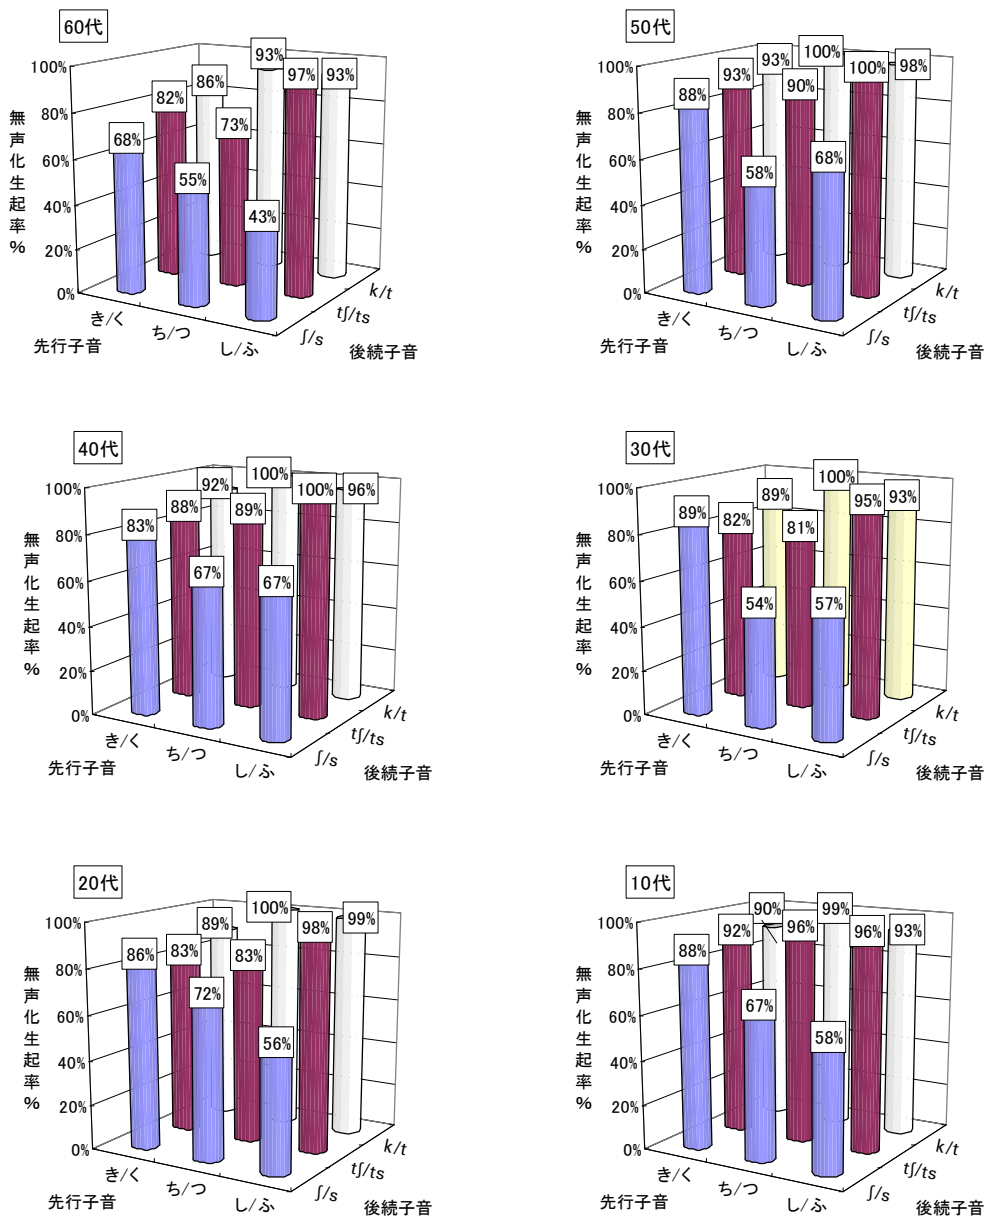 60代
無声化生起率%
100%
80%
60%
40%
20%
0%
68%
82%
86%
55%
73%
93%
43%
97%
93%
き/く
ち/つ
し/ふ
先行子音
ʃ/s
tʃ/ts
k/t
後続子音
50代
無声化生起率%
100%
80%
60%
40%
20%
0%
88%
93%
93%
58%
90%
100%
68%
100%
98%
き/く
ち/つ
し/ふ
先行子音
ʃ/s
tʃ/ts
k/t
後続子音
40代
無声化生起率%
100%
80%
60%
40%
20%
0%
83%
88%
92%
67%
89%
100%
67%
100%
96%
き/く
ち/つ
し/ふ
先行子音
ʃ/s
tʃ/ts
k/t
後続子音
30代
無声化生起率%
100%
80%
60%
40%
20%
0%
89%
82%
89%
54%
81%
100%
57%
95%
93%
き/く
ち/つ
し/ふ
先行子音
ʃ/s
tʃ/ts
k/t
後続子音
20代
無声化生起率%
100%
80%
60%
40%
20%
0%
86%
83%
89%
72%
83%
100%
56%
98%
99%
き/く
ち/つ
し/ふ
先行子音
ʃ/s
tʃ/ts
k/t
後続子音
10代
無声化生起率%
100%
80%
60%
40%
20%
0%
88%
92%
90%
67%
96%
99%
58%
96%
93%
き/く
ち/つ
し/ふ
先行子音
ʃ/s
tʃ/ts
k/t
後続子音